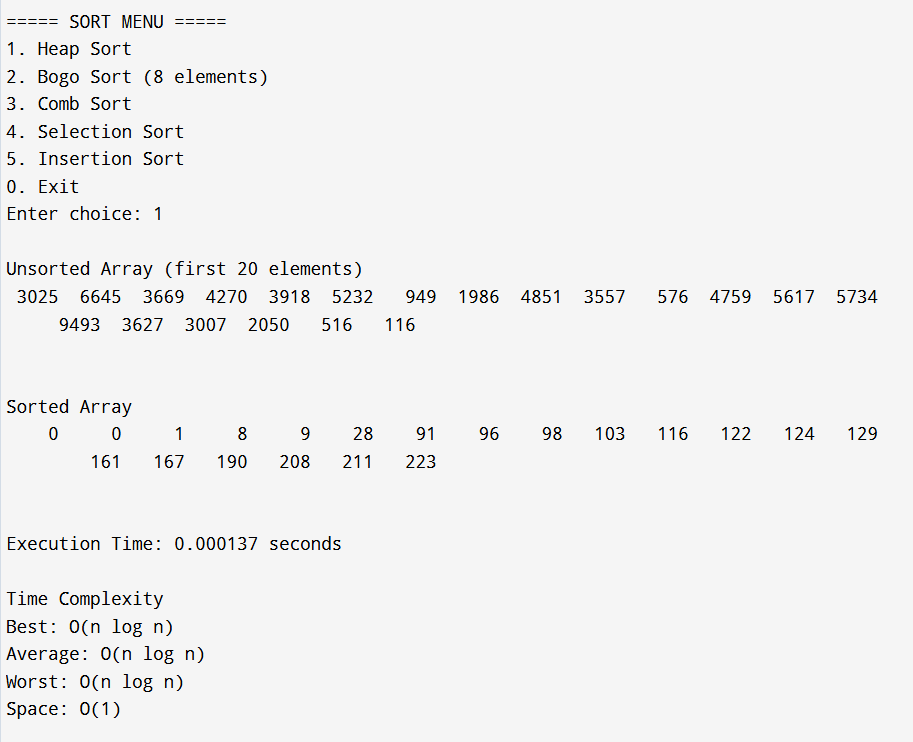 ===== SORT MENU =====
1. Heap Sort
2. Bogo Sort (8 elements)
3. Comb Sort
4. Selection Sort
5. Insertion Sort
0. Exit
Enter choice: 1
Unsorted Array (first 20 elements)
3025 6645 3669 4270 3918 5232 949 1986 4851 3557 576 4759 5617 5734
9493 3627 3007 2050 516 116
Sorted Array
0 0 1 8 9 28 91 96 98 103 116 122 124 129
161 167 190 208 211 223
Execution Time: 0.000137 seconds
Time Complexity
Best: O(n log n)
Average: O(n log n)
Worst: O(n log n)
Space: O(1)